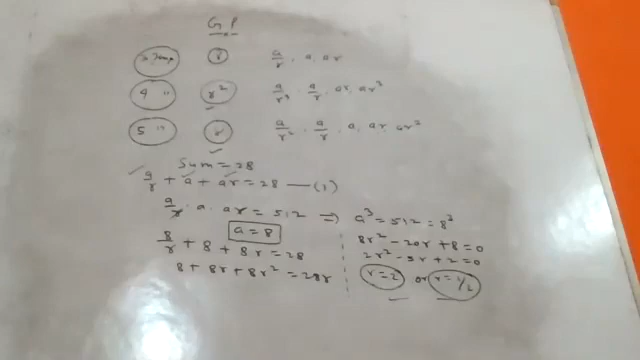 G.P
3 terms r a/r, a, ar
4 " r² a/r³, a/r, ar, ar³
5 " r a/r², a/r, a, ar, ar²
Sum = 28
a/r + a + ar = 28 —(1)
a/r · a · ar = 512 ⇒ a³ = 512 = 8³
a = 8
8/r + 8 + 8r = 28
8 + 8r + 8r² = 28r
8r² - 20r + 8 = 0
2r² - 5r + 2 = 0
r = 2 or r = 1/2